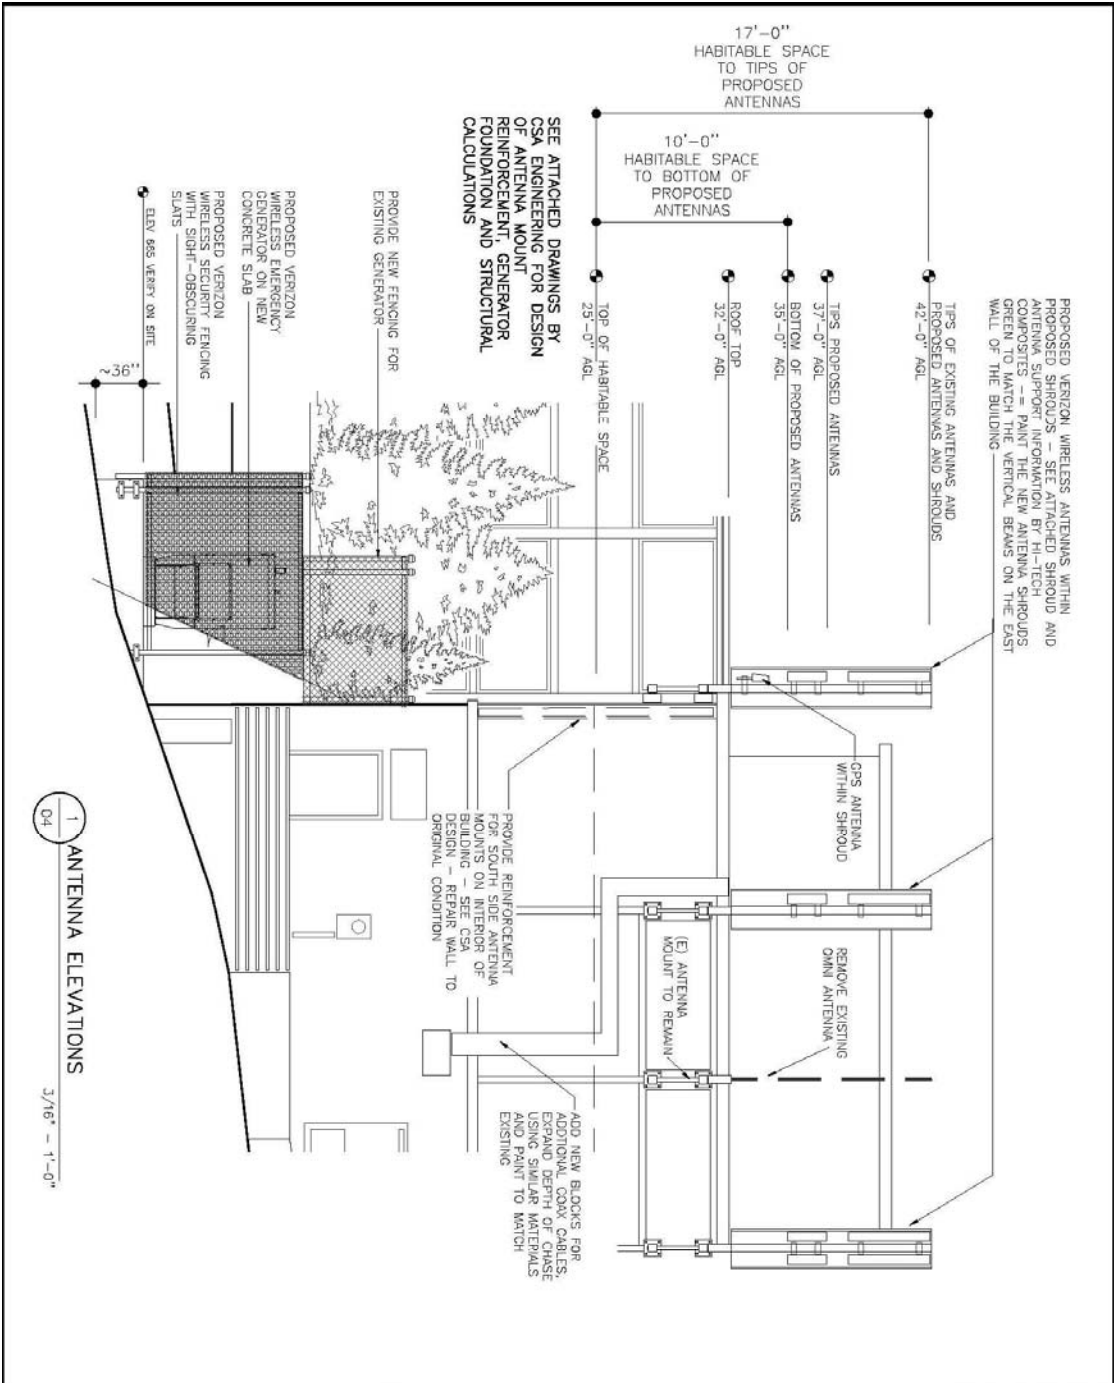 17'-0"
HABITABLE SPACE
TO TIPS OF
PROPOSED
ANTENNAS
10'-0"
HABITABLE SPACE
TO BOTTOM OF
PROPOSED
ANTENNAS
PROPOSED VERIZON WIRELESS ANTENNAS WITHIN
PROPOSED SHROUDS - SEE ATTACHED SHROUD AND
ANTENNA SUPPORT INFORMATION BY HI-TECH
COMPOSITES -= PAINT THE NEW ANTENNA SHROUDS
GREEN TO MATCH THE VERTICAL BEAMS ON THE EAST
WALL OF THE BUILDING
TIPS OF EXISTING ANTENNAS AND
PROPOSED ANTENNAS AND SHROUDS
42'-0" AGL
TIPS PROPOSED ANTENNAS
37'-0" AGL
BOTTOM OF PROPOSED ANTENNAS
35'-0" AGL
ROOF TOP
32'-0" AGL
TOP OF HABITABLE SPACE
25'-0" AGL
SEE ATTACHED DRAWINGS BY
CSA ENGINEERING FOR DESIGN
OF ANTENNA MOUNT
REINFORCEMENT, GENERATOR
FOUNDATION AND STRUCTURAL
CALCULATIONS
PROVIDE NEW FENCING FOR
EXISTING GENERATOR
PROPOSED VERIZON
WIRELESS EMERGENCY
GENERATOR ON NEW
CONCRETE SLAB
PROPOSED VERIZON
WIRELESS SECURITY FENCING
WITH SIGHT-OBSCURING
SLATS
ELEV 665 VERIFY ON SITE
~36"
GPS ANTENNA
WITHIN SHROUD
REMOVE EXISTING
OMNI ANTENNA
(E) ANTENNA
MOUNT TO REMAIN
PROVIDE REINFORCEMENT
FOR SOUTH SIDE ANTENNA
MOUNTS ON INTERIOR OF
BUILDING - SEE CSA
DESIGN - REPAIR WALL TO
ORIGINAL CONDITION
ADD NEW BLOCKS FOR
ADDTIONAL COAX CABLES,
EXPAND DEPTH OF CHASE
USING SIMILAR MATERIALS
AND PAINT TO MATCH
EXISTING
1
04
ANTENNA ELEVATIONS
3/16" - 1'-0"